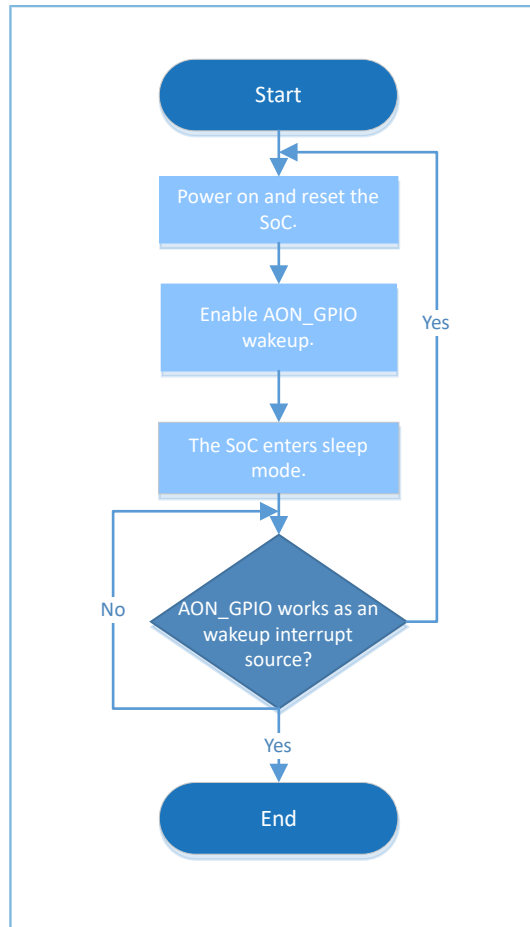 Start
Power on and reset the
SoC.
Enable AON_GPIO
wakeup.
Yes
The SoC enters sleep
mode.
No
AON_GPIO works as an
wakeup interrupt
source?
Yes
End